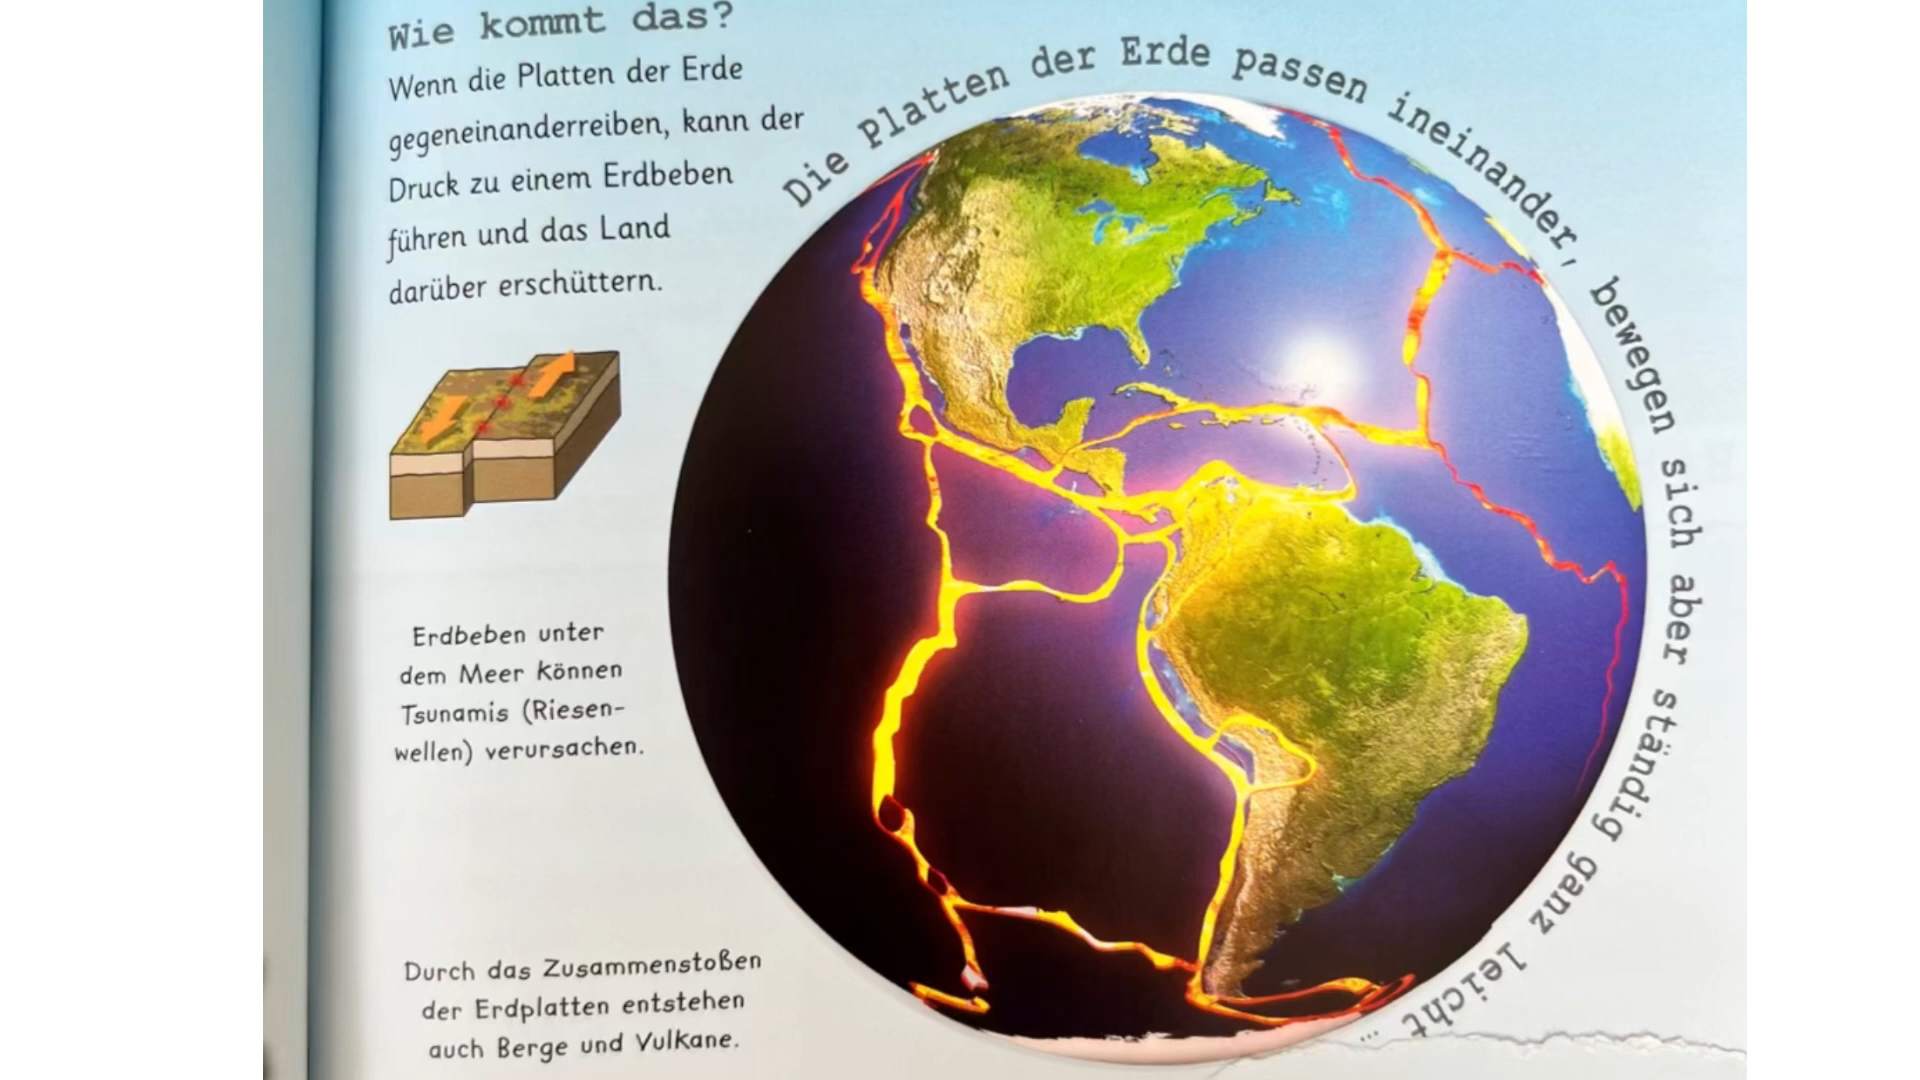 Wie kommt das?
Wenn die Platten der Erde
gegeneinanderreiben, kann der
Druck zu einem Erdbeben
führen und das Land
darüber erschüttern.
Die Platten der Erde passen ineinander, bewegen sich aber ständig ganz leicht ...
Erdbeben unter
dem Meer können
Tsunamis (Riesen-
wellen) verursachen.
Durch das Zusammenstoßen
der Erdplatten entstehen
auch Berge und Vulkane.